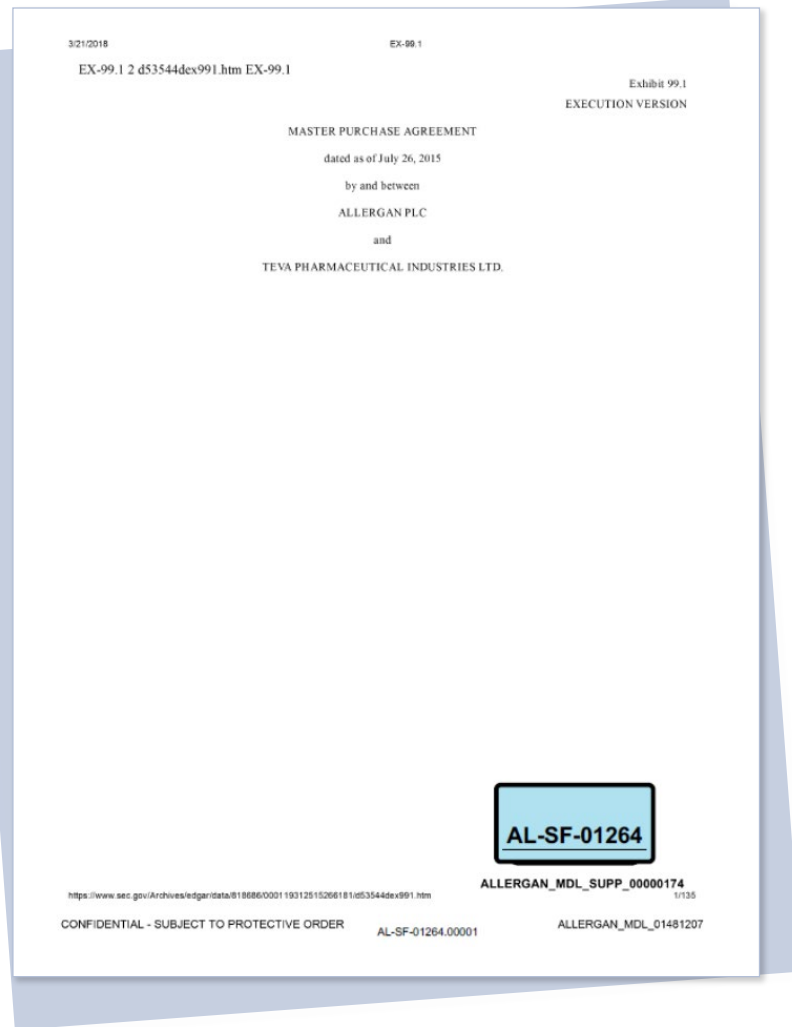 3/21/2018 EX-99.1
EX-99.1 2 d53544dex991.htm EX-99.1
Exhibit 99.1
EXECUTION VERSION
MASTER PURCHASE AGREEMENT
dated as of July 26, 2015
by and between
ALLERGAN PLC
and
TEVA PHARMACEUTICAL INDUSTRIES LTD.
AL-SF-01264
ALLERGAN_MDL_SUPP_00000174
https://www.sec.gov/Archives/edgar/data/818686/000119312515266181/d53544dex991.htm 1/135
CONFIDENTIAL - SUBJECT TO PROTECTIVE ORDER AL-SF-01264.00001 ALLERGAN_MDL_01481207